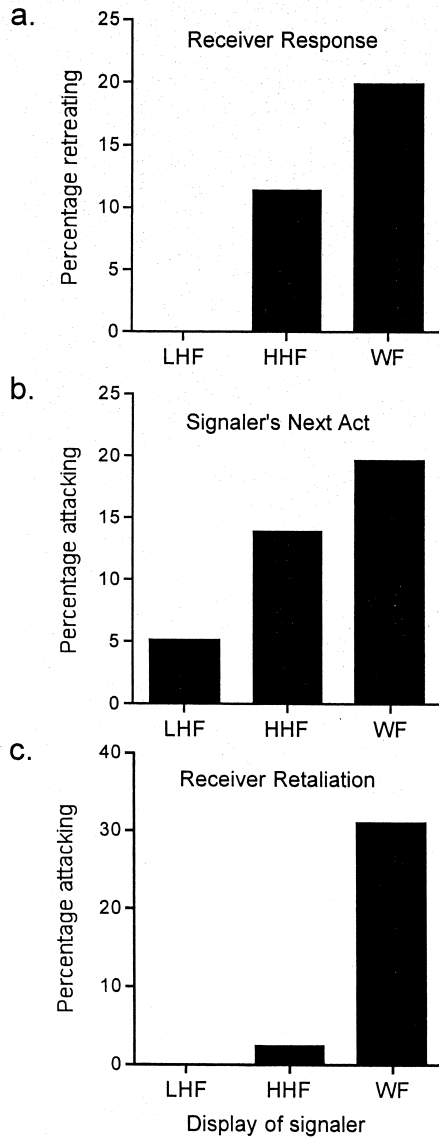 a.
Receiver Response
Percentage retreating
25
20
15
10
5
0
LHF HHF WF
b.
Signaler's Next Act
Percentage attacking
25
20
15
10
5
0
LHF HHF WF
c.
Receiver Retaliation
Percentage attacking
40
30
20
10
0
LHF HHF WF
Display of signaler